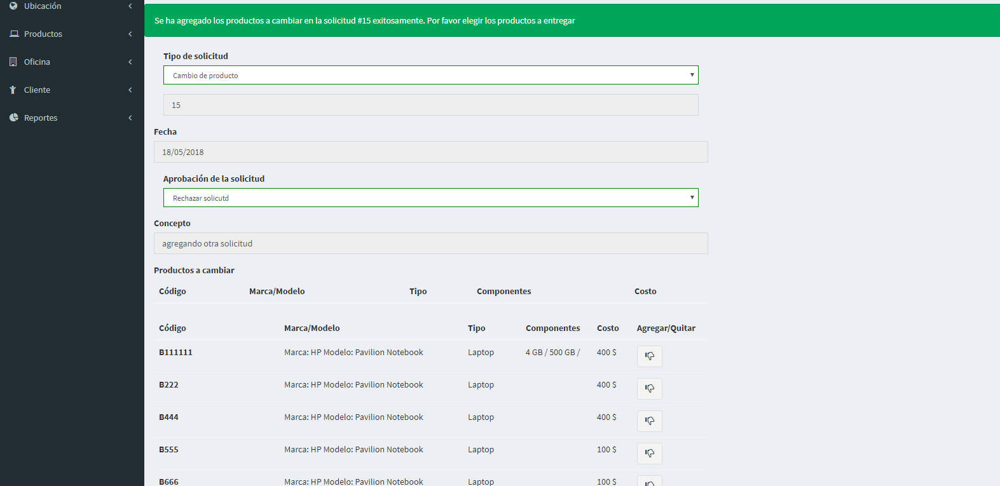 Ubicación
Productos
Oficina
Cliente
Reportes
Se ha agregado los productos a cambiar en la solicitud #15 exitosamente. Por favor elegir los productos a entregar
Tipo de solicitud
Cambio de producto
15
Fecha
18/05/2018
Aprobación de la solicitud
Rechazar solicutd
Concepto
agregando otra solicitud
Productos a cambiar
Código Marca/Modelo Tipo Componentes Costo
Código Marca/Modelo Tipo Componentes Costo Agregar/Quitar
B111111 Marca: HP Modelo: Pavilion Notebook Laptop 4 GB / 500 GB / 400 $
B222 Marca: HP Modelo: Pavilion Notebook Laptop 400 $
B444 Marca: HP Modelo: Pavilion Notebook Laptop 400 $
B555 Marca: HP Modelo: Pavilion Notebook Laptop 100 $
B666 Marca: HP Modelo: Pavilion Notebook Laptop 100 $